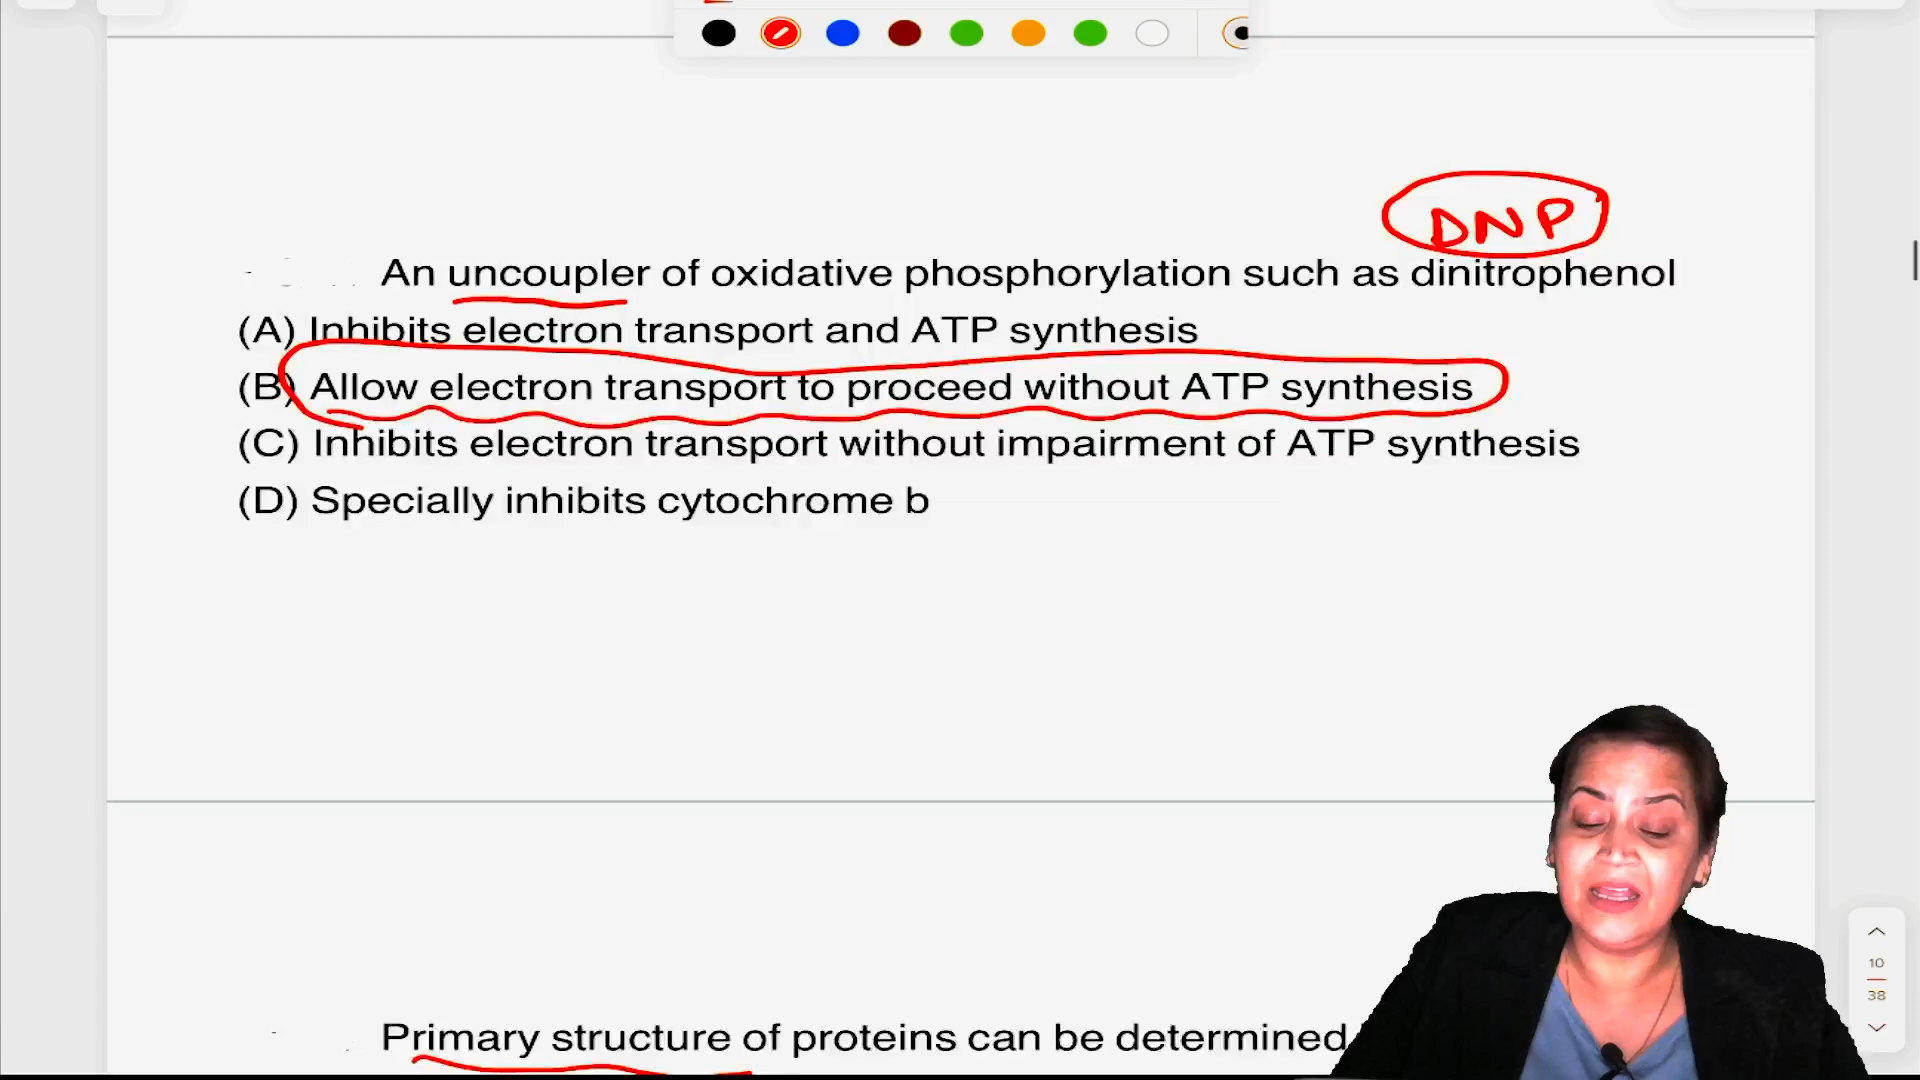 DNP
An uncoupler of oxidative phosphorylation such as dinitrophenol
(A) Inhibits electron transport and ATP synthesis
(B) Allow electron transport to proceed without ATP synthesis
(C) Inhibits electron transport without impairment of ATP synthesis
(D) Specially inhibits cytochrome b
10
38
Primary structure of proteins can be determined